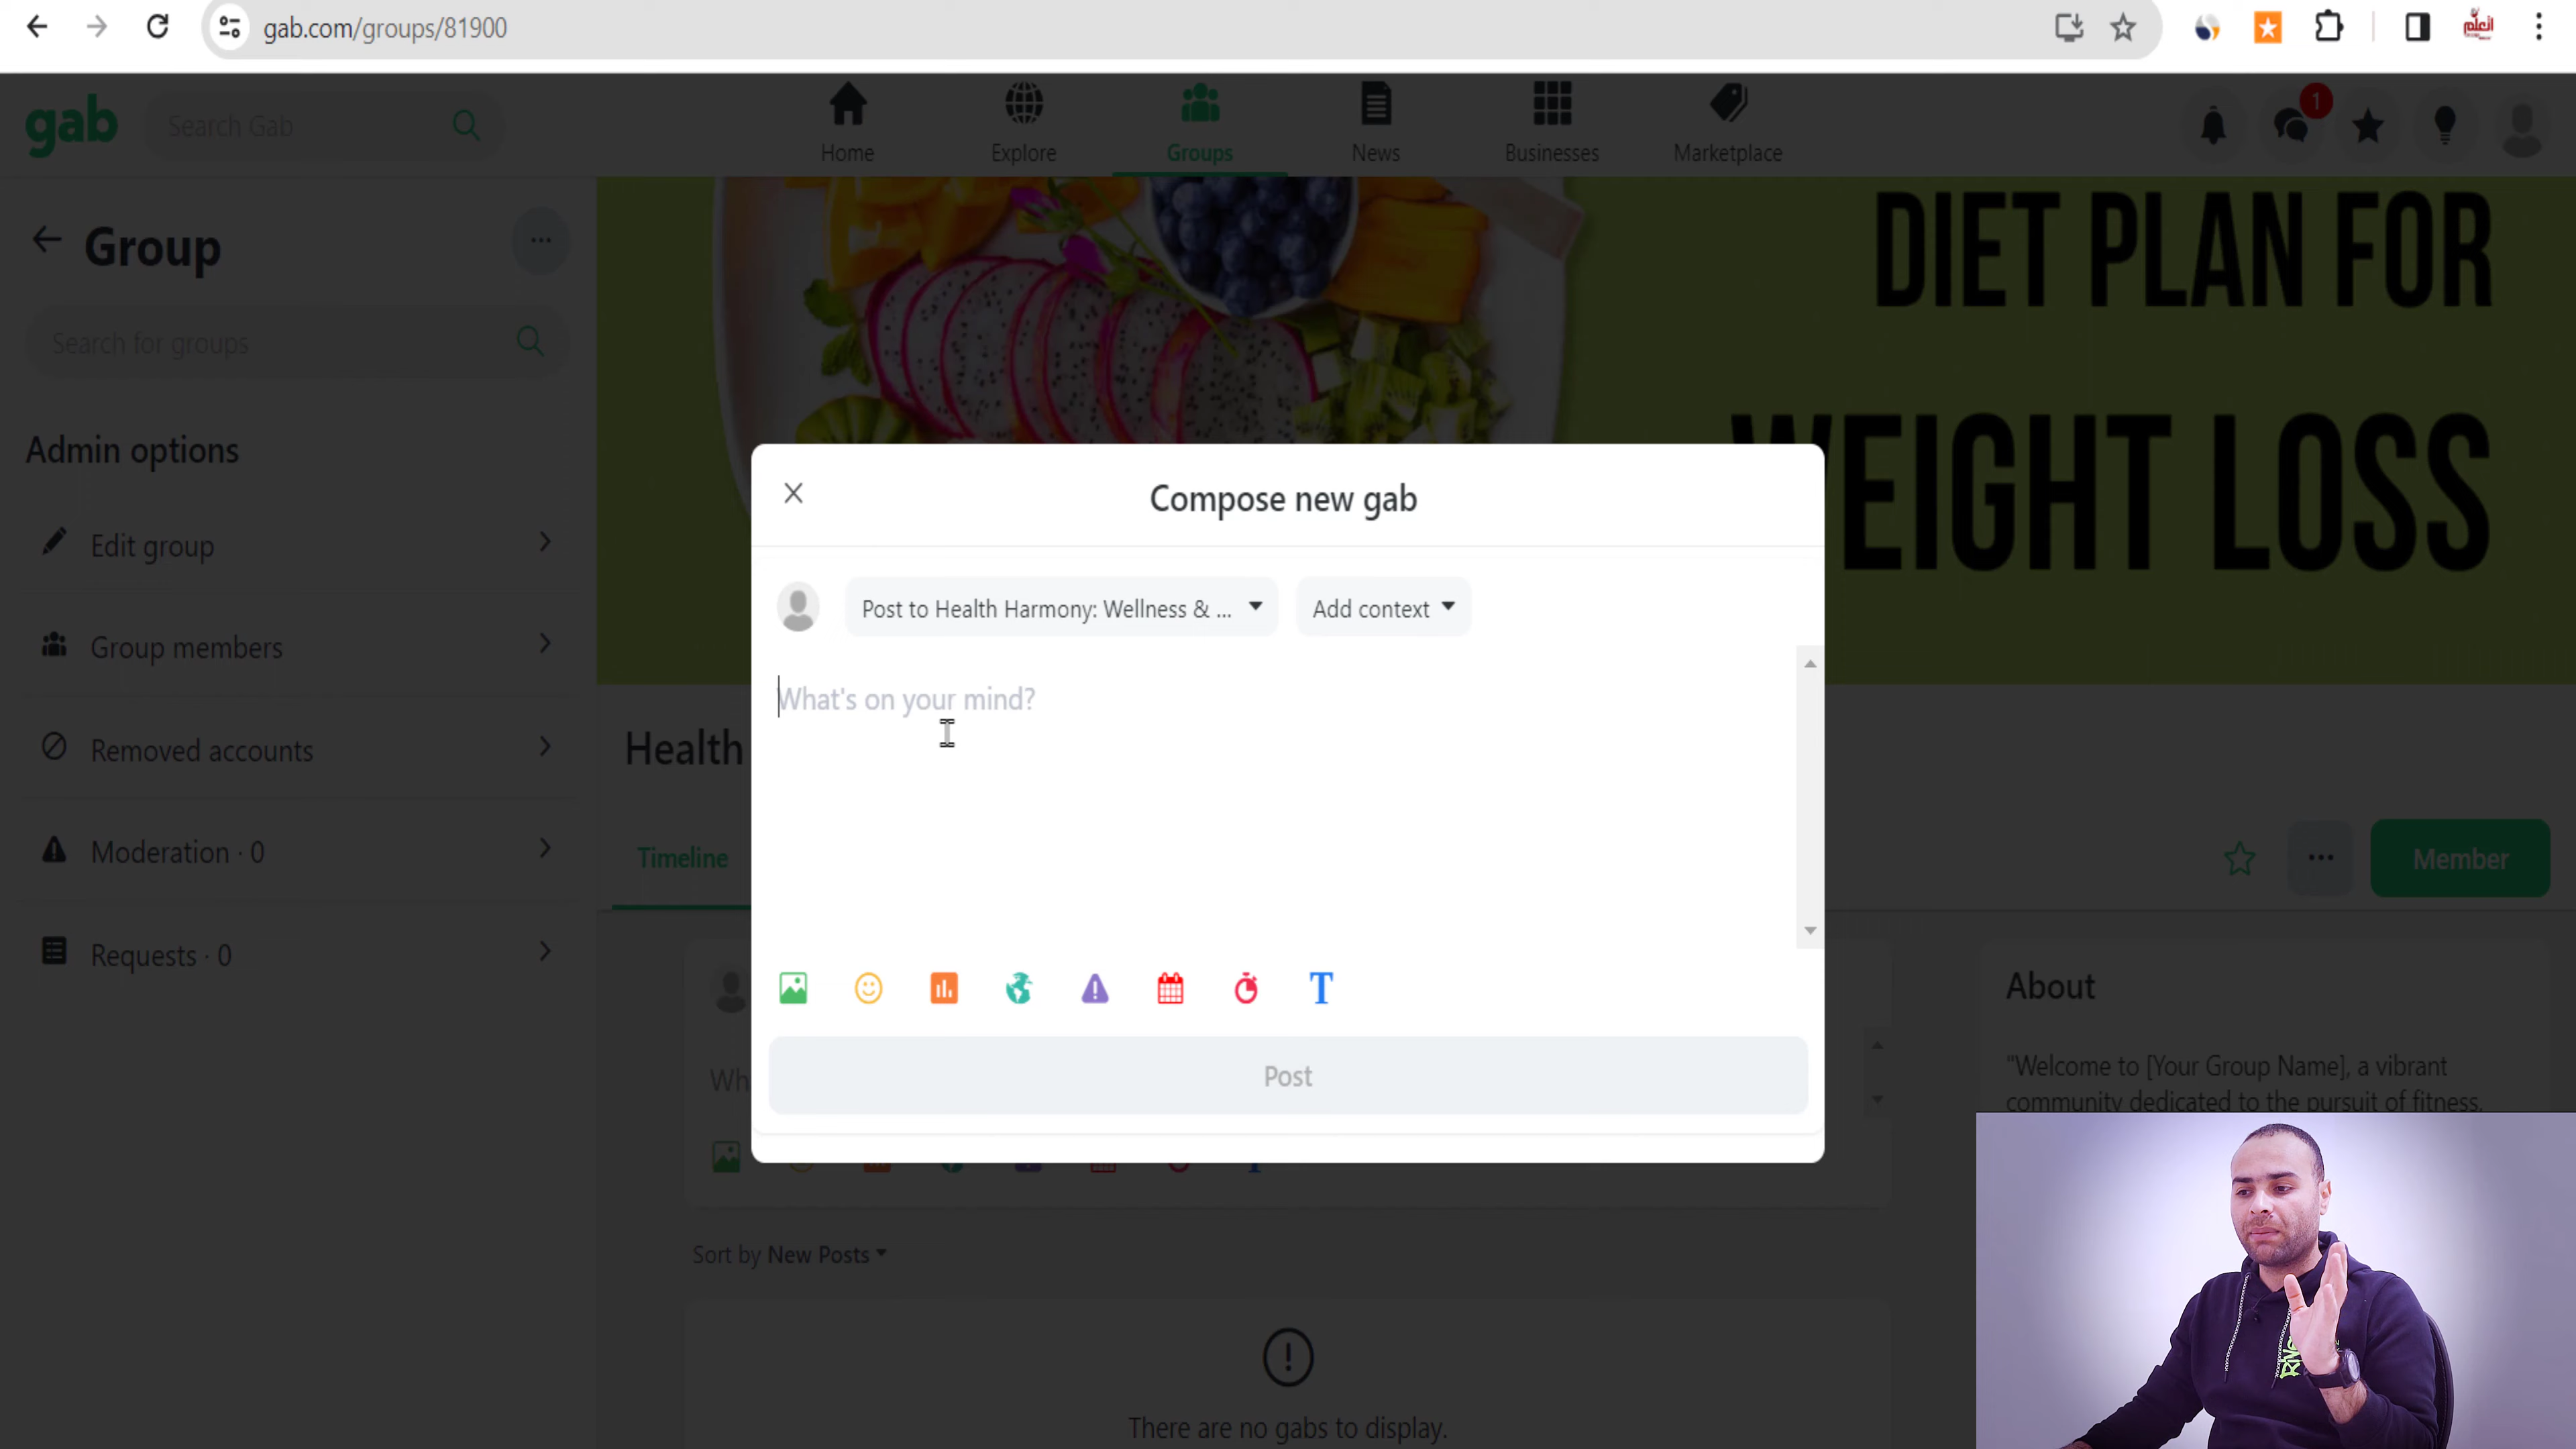 gab.com/groups/81900
اتعلم
gab
Search Gab
Home
Explore
Groups
News
Businesses
Marketplace
1
Group
...
Search for groups
Admin options
Edit group
Group members
Removed accounts
Moderation · 0
Requests · 0
DIET PLAN FOR
WEIGHT LOSS
Compose new gab
Post to Health Harmony: Wellness & ...
Add context
What's on your mind?
T
Post
Health
Timeline
...
Member
Wh
About
"Welcome to [Your Group Name], a vibrant
community dedicated to the pursuit of fitness,
Sort by New Posts
There are no gabs to display.